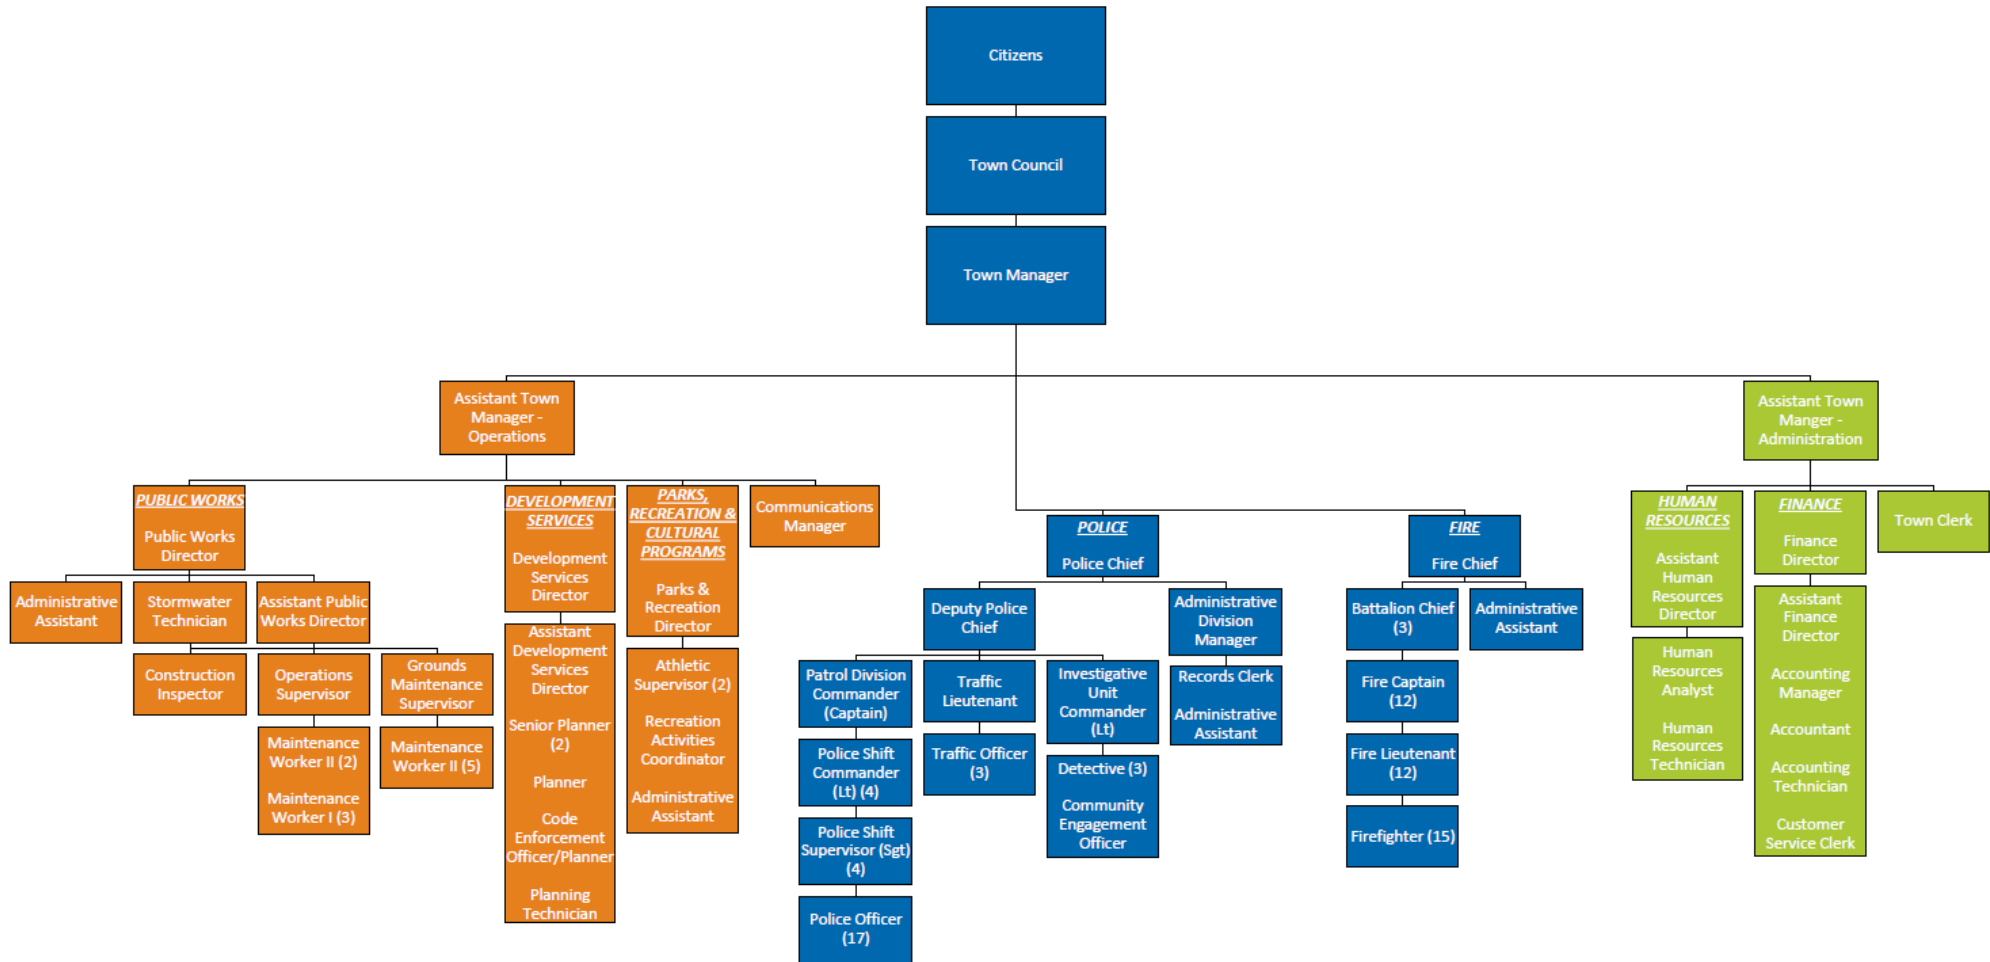 Citizens
Town Council
Town Manager
Assistant Town
Manager -
Operations
Assistant Town
Manger -
Administration
PUBLIC WORKS
Public Works
Director
DEVELOPMENT
SERVICES
Development
Services
Director
PARKS,
RECREATION &
CULTURAL
PROGRAMS
Parks &
Recreation
Director
Communications
Manager
POLICE
Police Chief
FIRE
Fire Chief
HUMAN
RESOURCES
Assistant
Human
Resources
Director
FINANCE
Finance
Director
Town Clerk
Administrative
Assistant
Stormwater
Technician
Assistant Public
Works Director
Construction
Inspector
Operations
Supervisor
Grounds
Maintenance
Supervisor
Maintenance
Worker II (2)
Maintenance
Worker I (3)
Maintenance
Worker II (5)
Assistant
Development
Services
Director
Senior Planner
(2)
Planner
Code
Enforcement
Officer/Planner
Planning
Technician
Athletic
Supervisor (2)
Recreation
Activities
Coordinator
Administrative
Assistant
Deputy Police
Chief
Administrative
Division
Manager
Patrol Division
Commander
(Captain)
Traffic
Lieutenant
Investigative
Unit
Commander
(Lt)
Records Clerk
Administrative
Assistant
Police Shift
Commander
(Lt) (4)
Traffic Officer
(3)
Detective (3)
Community
Engagement
Officer
Police Shift
Supervisor (Sgt)
(4)
Police Officer
(17)
Battalion Chief
(3)
Administrative
Assistant
Fire Captain
(12)
Fire Lieutenant
(12)
Firefighter (15)
Human
Resources
Analyst
Human
Resources
Technician
Assistant
Finance
Director
Accounting
Manager
Accountant
Accounting
Technician
Customer
Service Clerk